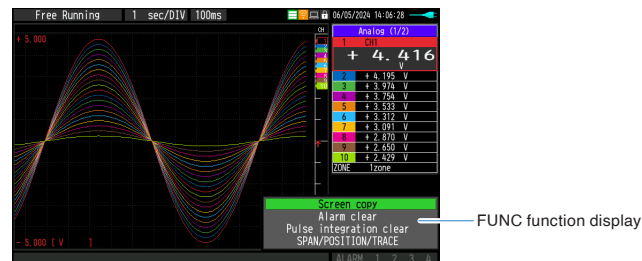 Free Running 1 sec/DIV 100ms 06/05/2024 14:06:28
+ 5.000
CH
Analog (1/2)
1 CH1
+ 4.416
V
2 + 4.195 V
3 + 3.974 V
4 + 3.754 V
5 + 3.533 V
6 + 3.312 V
7 + 3.091 V
8 + 2.870 V
9 + 2.650 V
10 + 2.429 V
ZONE 1zone
Screen copy
Alarm clear
Pulse integration clear
SPAN/POSITION/TRACE
FUNC function display
- 5.000 [ V ]
ALARM 1 2 3 4